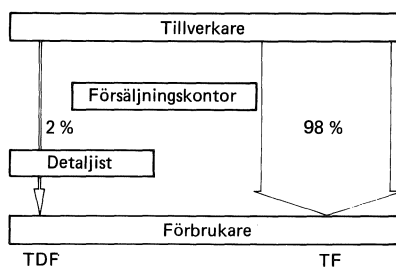 Tillverkare
Försäljningskontor
2 %
98 %
Detaljist
Förbrukare
TDF
TF